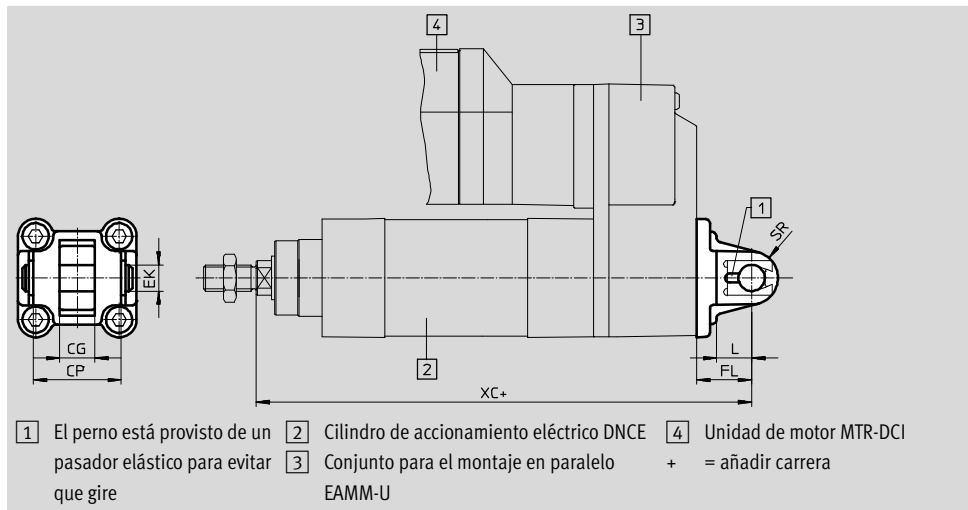 4
3
1
SR
EK
CG
CP
2
L
FL
XC+
1 El perno está provisto de un
pasador elástico para evitar
que gire
2 Cilindro de accionamiento eléctrico DNCE
3 Conjunto para el montaje en paralelo
EAMM-U
4 Unidad de motor MTR-DCI
+ = añadir carrera